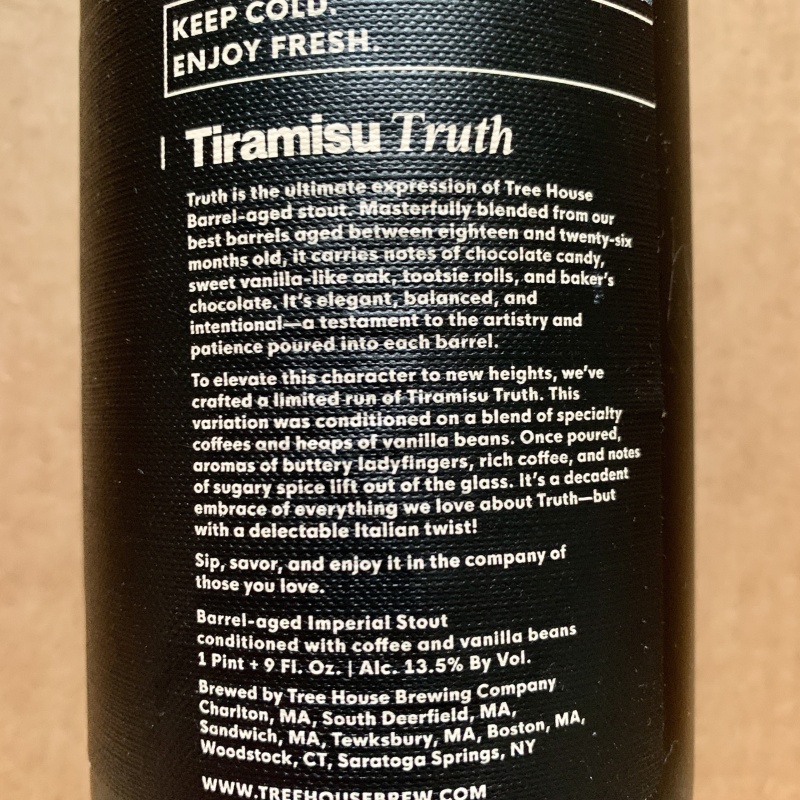 KEEP COLD.
ENJOY FRESH.
Tiramisu Truth
Truth is the ultimate expression of Tree House
Barrel-aged stout. Masterfully blended from our
best barrels aged between eighteen and twenty-six
months old, it carries notes of chocolate candy,
sweet vanilla-like oak, tootsie rolls, and baker's
chocolate. It's elegant, balanced, and
intentional—a testament to the artistry and
patience poured into each barrel.
To elevate this character to new heights, we've
crafted a limited run of Tiramisu Truth. This
variation was conditioned on a blend of specialty
coffees and heaps of vanilla beans. Once poured,
aromas of buttery ladyfingers, rich coffee, and notes
of sugary spice lift out of the glass. It's a decadent
embrace of everything we love about Truth—but
with a delectable Italian twist!
Sip, savor, and enjoy it in the company of
those you love.
Barrel-aged Imperial Stout
conditioned with coffee and vanilla beans
1 Pint + 9 Fl. Oz. | Alc. 13.5% By Vol.
Brewed by Tree House Brewing Company
Charlton, MA, South Deerfield, MA,
Sandwich, MA, Tewksbury, MA, Boston, MA,
Woodstock, CT, Saratoga Springs, NY
WWW.TREEHOUSEBREW.COM